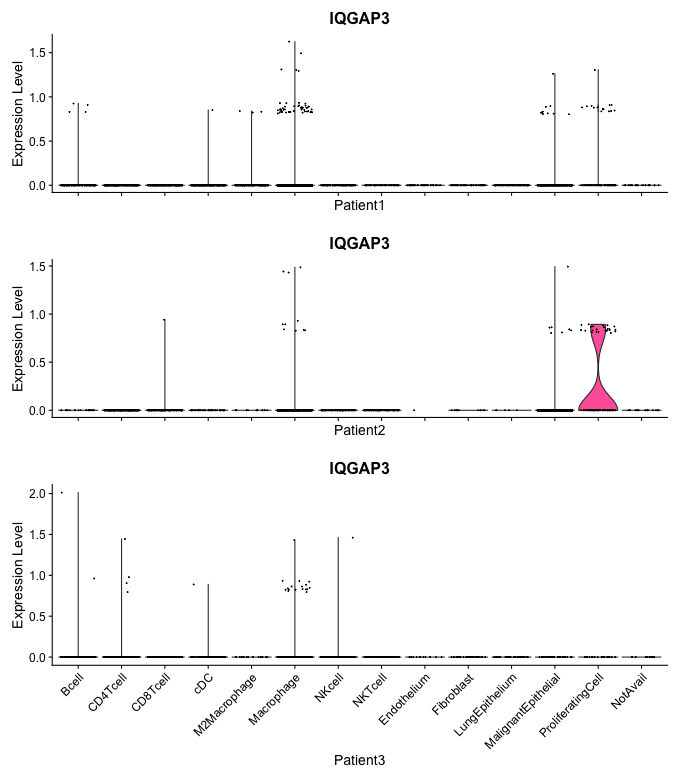 IQGAP3
Expression Level
1.5
1.0
0.5
0.0
Patient1
IQGAP3
Expression Level
1.5
1.0
0.5
0.0
Patient2
IQGAP3
Expression Level
2.0
1.5
1.0
0.5
0.0
Bcell
CD4Tcell
CD8Tcell
cDC
M2Macrophage
Macrophage
NKcell
NKTcell
Endothelium
Fibroblast
LungEpithelium
MalignantEpithelial
ProliferatingCell
NotAvail
Patient3